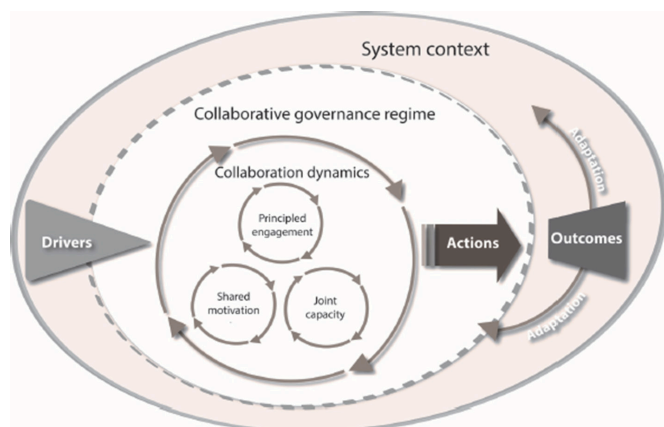 System context
Collaborative governance regime
Collaboration dynamics
Principled
engagement
Shared
motivation
Joint
capacity
Drivers
Actions
Outcomes
Adaptation
Adaptation